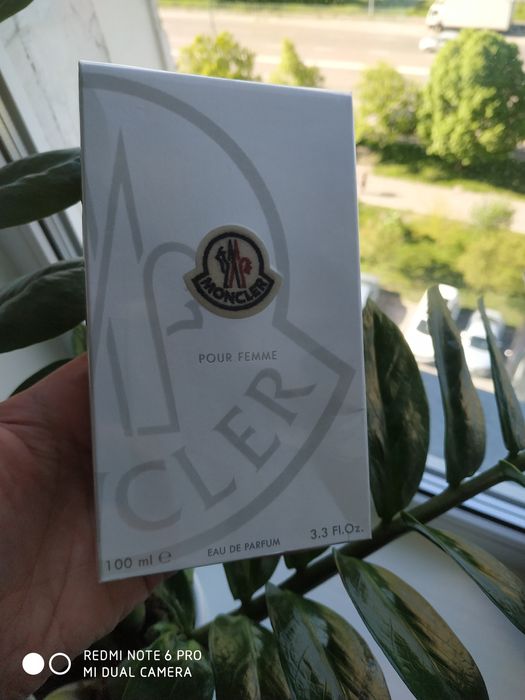 MONCLER
POUR FEMME
CLER
100 ml ℮
EAU DE PARFUM
3.3 Fl.Oz.
REDMI NOTE 6 PRO
MI DUAL CAMERA